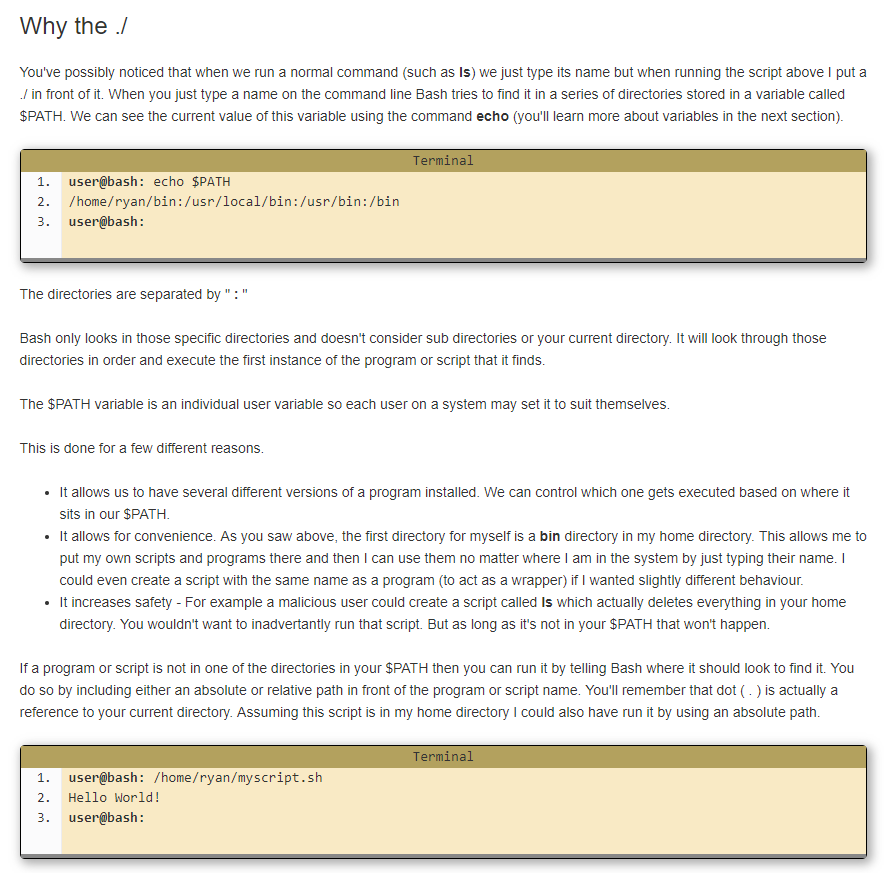 Why the ./
You've possibly noticed that when we run a normal command (such as ls) we just type its name but when running the script above I put a
./ in front of it. When you just type a name on the command line Bash tries to find it in a series of directories stored in a variable called
$PATH. We can see the current value of this variable using the command echo (you'll learn more about variables in the next section).
Terminal
1. user@bash: echo $PATH
2. /home/ryan/bin:/usr/local/bin:/usr/bin:/bin
3. user@bash:
The directories are separated by " : "
Bash only looks in those specific directories and doesn't consider sub directories or your current directory. It will look through those
directories in order and execute the first instance of the program or script that it finds.
The $PATH variable is an individual user variable so each user on a system may set it to suit themselves.
This is done for a few different reasons.
• It allows us to have several different versions of a program installed. We can control which one gets executed based on where it
sits in our $PATH.
• It allows for convenience. As you saw above, the first directory for myself is a bin directory in my home directory. This allows me to
put my own scripts and programs there and then I can use them no matter where I am in the system by just typing their name. I
could even create a script with the same name as a program (to act as a wrapper) if I wanted slightly different behaviour.
• It increases safety - For example a malicious user could create a script called ls which actually deletes everything in your home
directory. You wouldn't want to inadvertantly run that script. But as long as it's not in your $PATH that won't happen.
If a program or script is not in one of the directories in your $PATH then you can run it by telling Bash where it should look to find it. You
do so by including either an absolute or relative path in front of the program or script name. You'll remember that dot ( . ) is actually a
reference to your current directory. Assuming this script is in my home directory I could also have run it by using an absolute path.
Terminal
1. user@bash: /home/ryan/myscript.sh
2. Hello World!
3. user@bash: